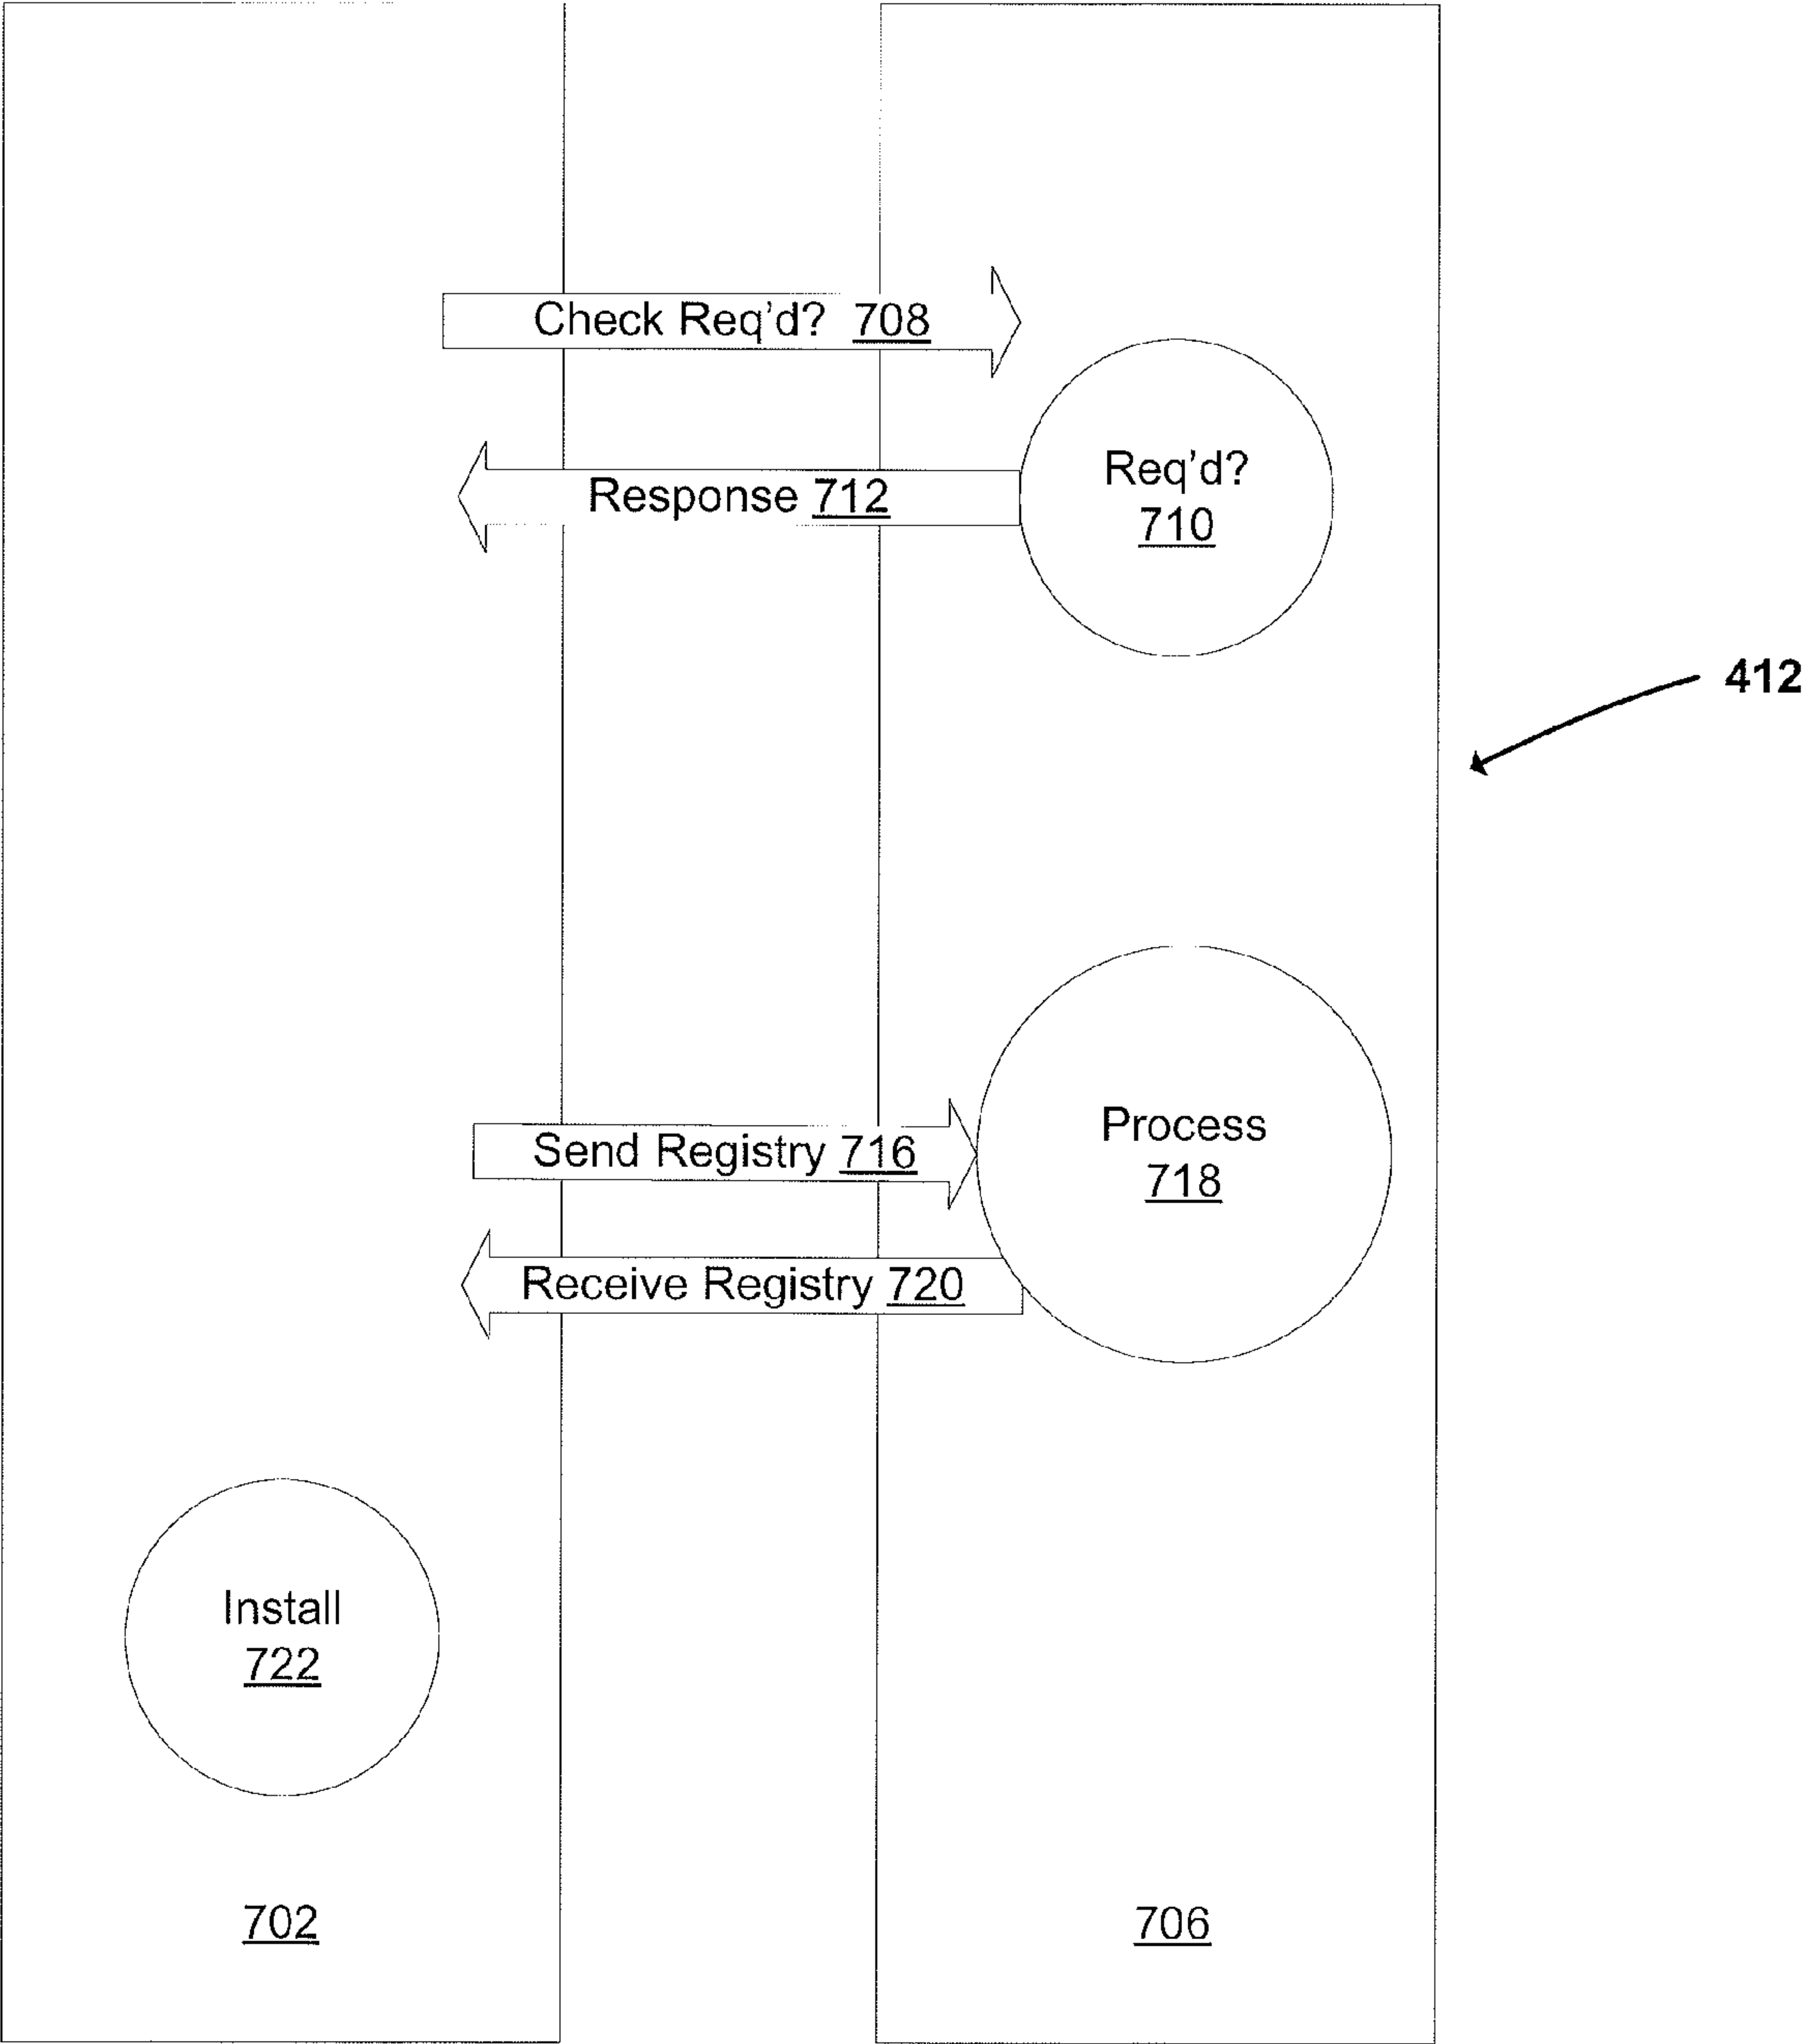 Check Req'd? 708
Req'd?
710
Response 712
412
Process
718
Send Registry 716
Receive Registry 720
Install
722
702
706